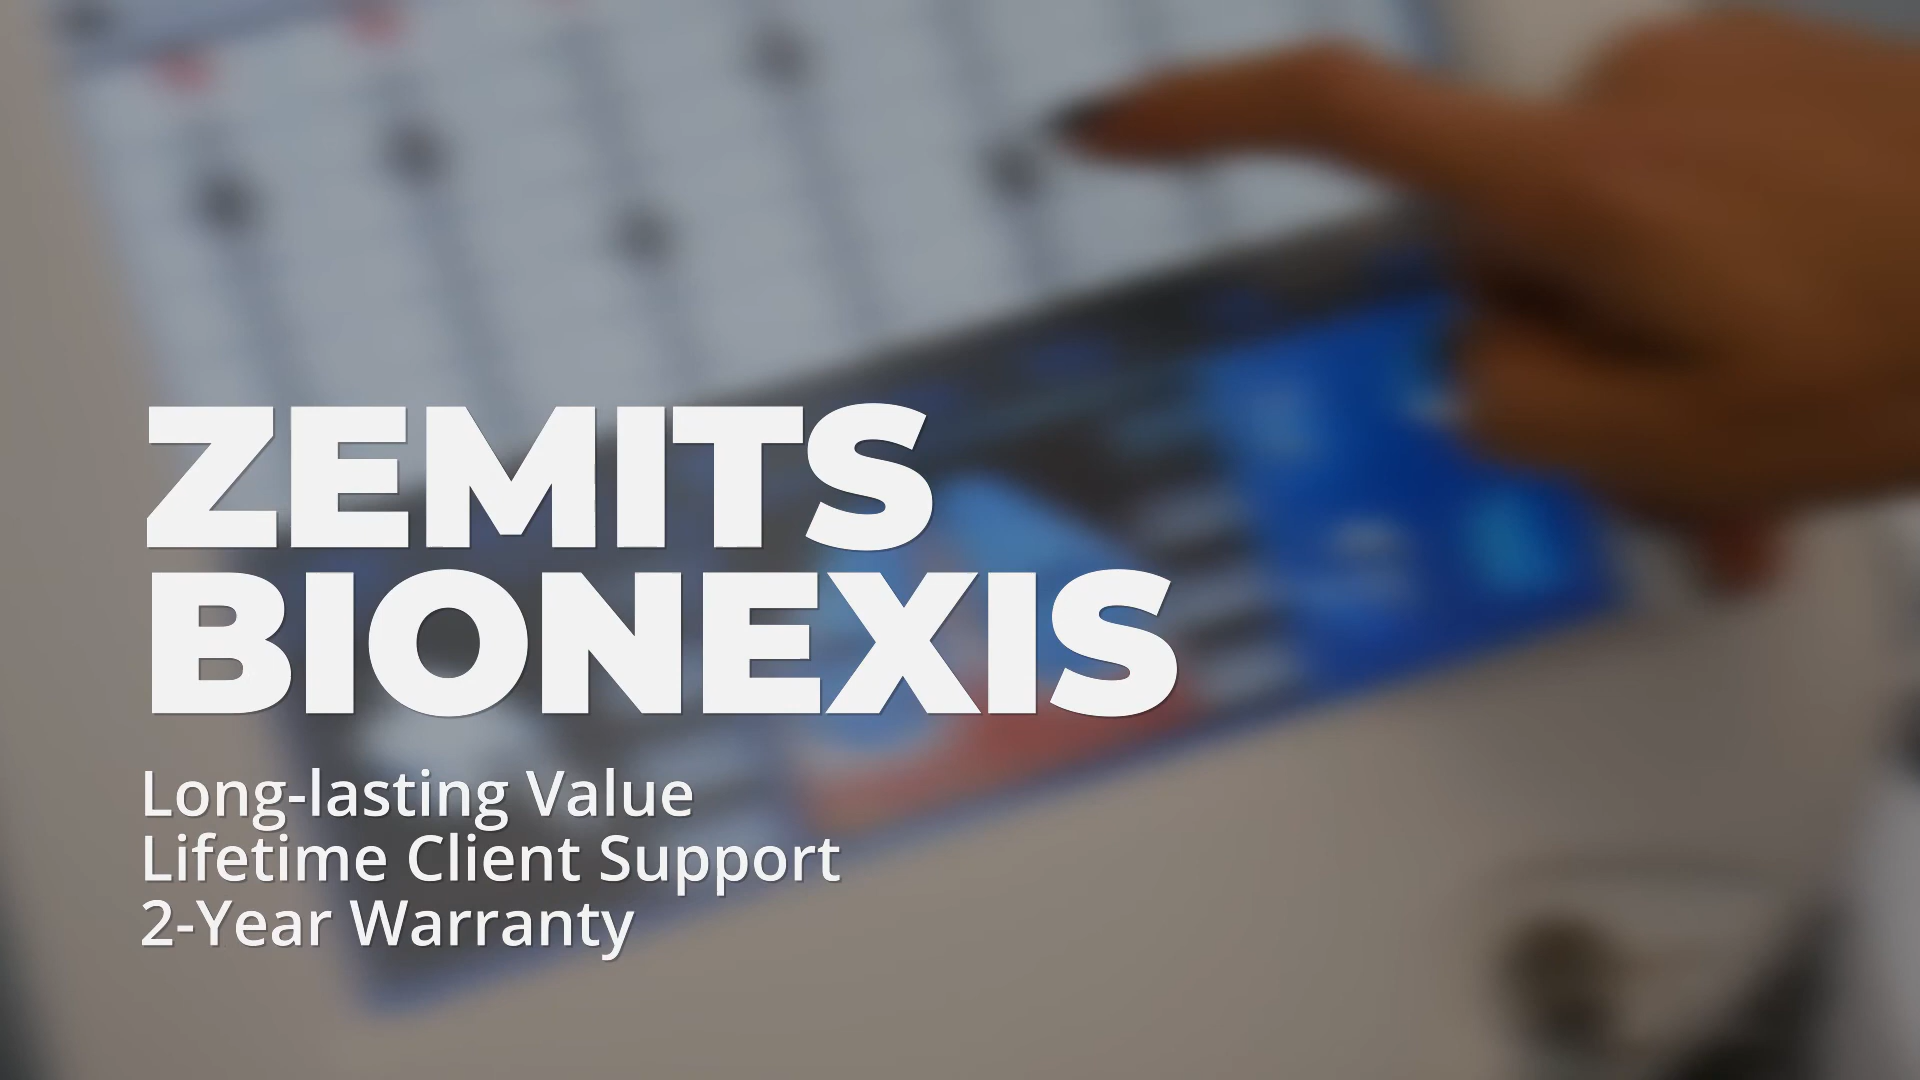 ZEMITS
BIONEXIS
Long-lasting Value
Lifetime Client Support
2-Year Warranty